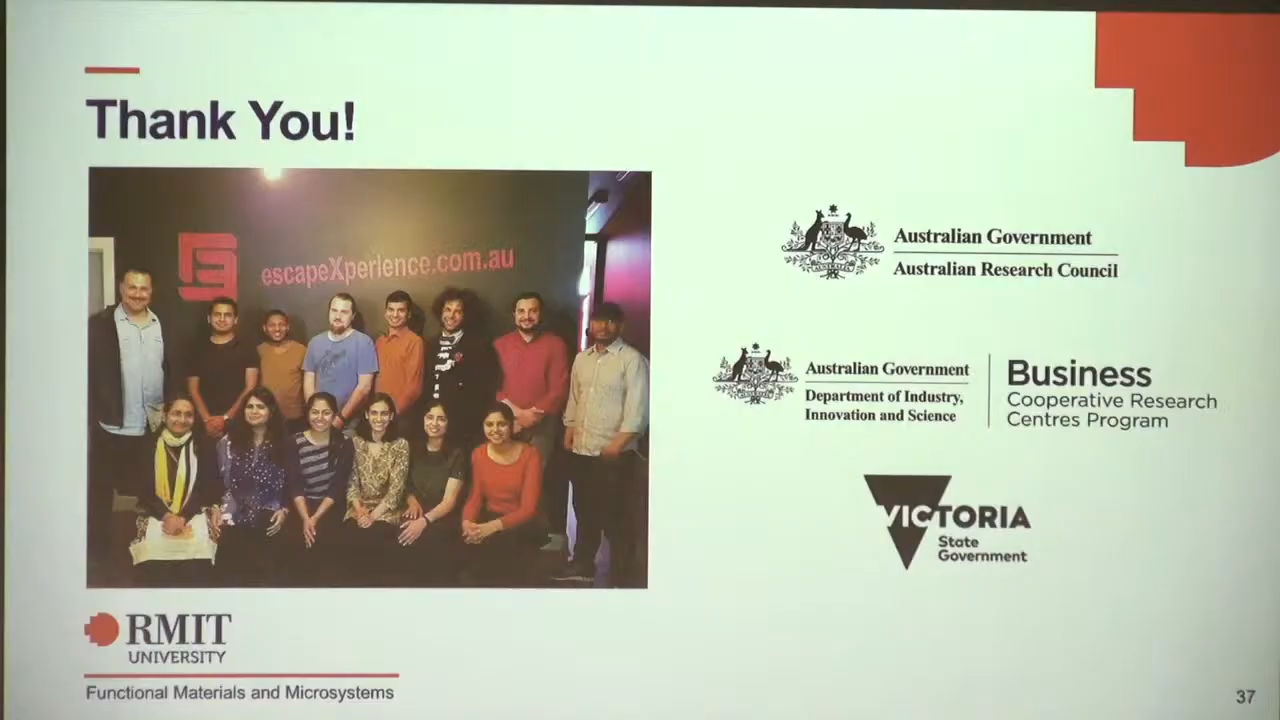 Thank You!
escapeXperience.com.au
Australian Government
Australian Research Council
Australian Government
Department of Industry,
Innovation and Science
Business
Cooperative Research
Centres Program
VICTORIA
State
Government
RMIT
UNIVERSITY
Functional Materials and Microsystems
37